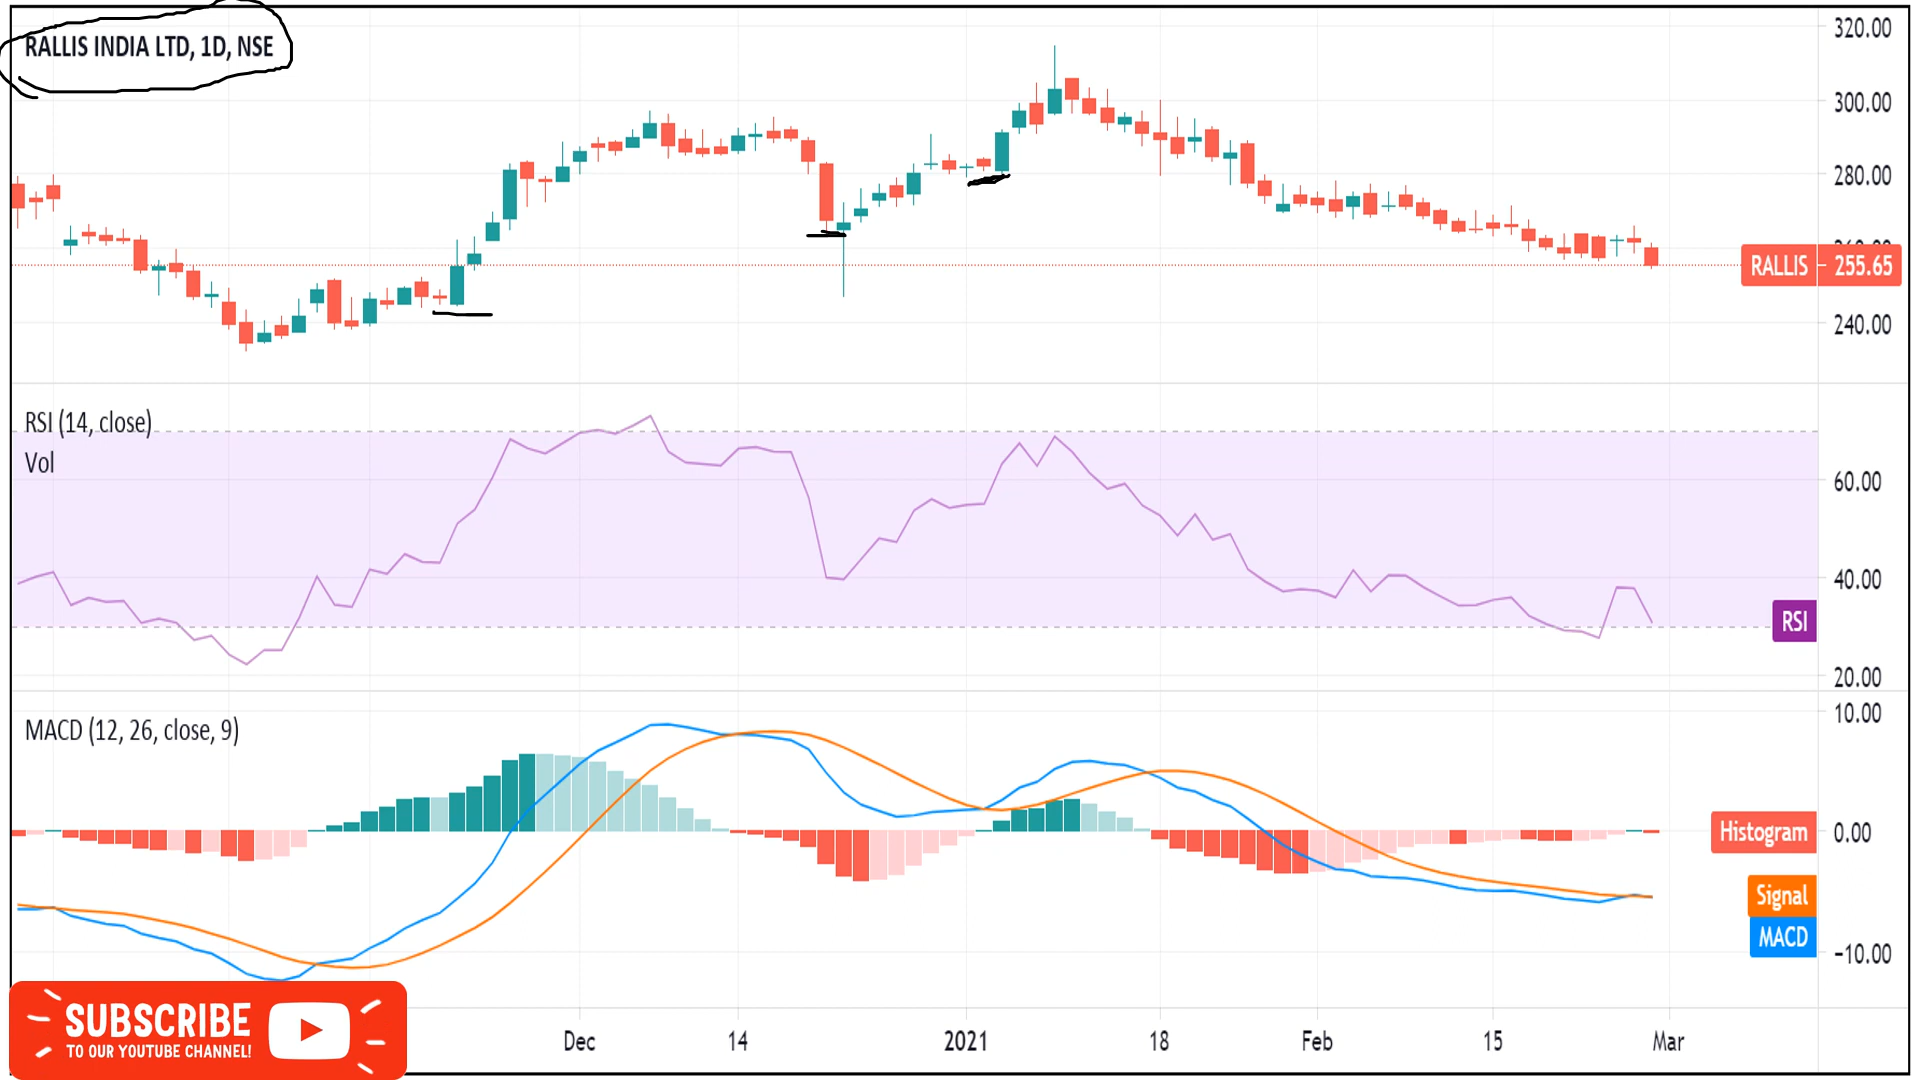 RALLIS INDIA LTD, 1D, NSE
320.00
300.00
280.00
RALLIS 255.65
240.00
RSI (14, close)
Vol
60.00
40.00
RSI
20.00
MACD (12, 26, close, 9)
10.00
Histogram 0.00
Signal
MACD
-10.00
SUBSCRIBE
TO OUR YOUTUBE CHANNEL!
Dec 14 2021 18 Feb 15 Mar